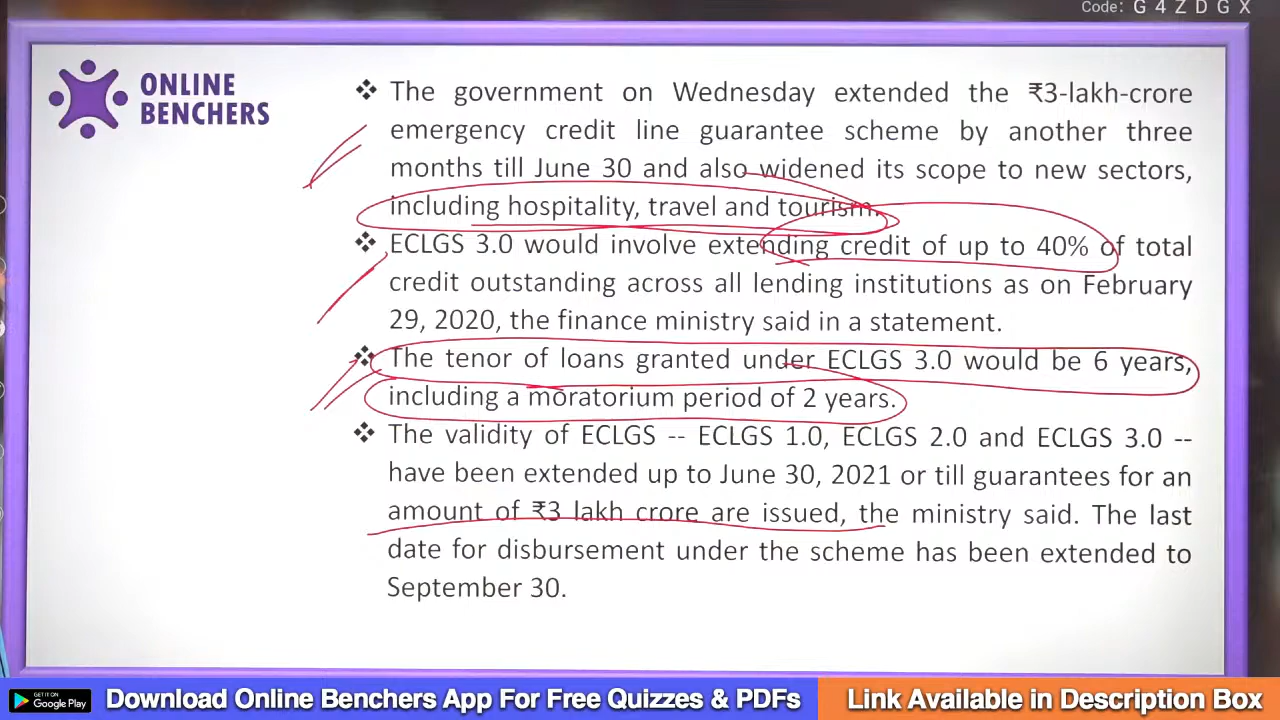 Code: G 4 Z D G X
ONLINE
BENCHERS
❖ The government on Wednesday extended the ₹3-lakh-crore
emergency credit line guarantee scheme by another three
months till June 30 and also widened its scope to new sectors,
including hospitality, travel and tourism.
❖ ECLGS 3.0 would involve extending credit of up to 40% of total
credit outstanding across all lending institutions as on February
29, 2020, the finance ministry said in a statement.
❖ The tenor of loans granted under ECLGS 3.0 would be 6 years,
including a moratorium period of 2 years.
❖ The validity of ECLGS -- ECLGS 1.0, ECLGS 2.0 and ECLGS 3.0 --
have been extended up to June 30, 2021 or till guarantees for an
amount of ₹3 lakh crore are issued, the ministry said. The last
date for disbursement under the scheme has been extended to
September 30.
GET IT ON
Google Play
Download Online Benchers App For Free Quizzes & PDFs
Link Available in Description Box